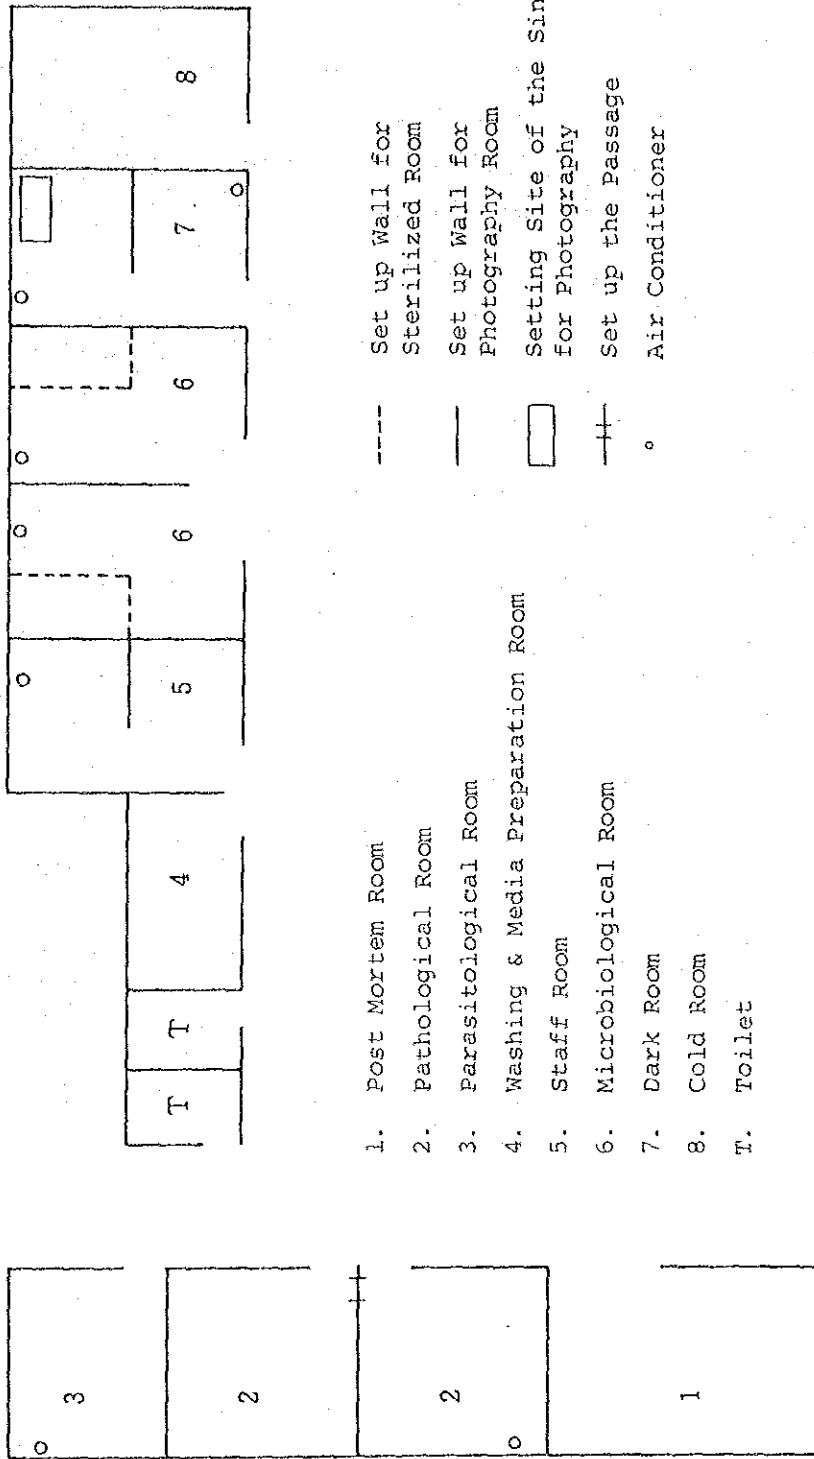 3
2
2
1
T
T
4
5
6
6
7
8
1. Post Mortem Room
2. Pathological Room
3. Parasitological Room
4. Washing & Media Preparation Room
5. Staff Room
6. Microbiological Room
7. Dark Room
8. Cold Room
T. Toilet
Set up Wall for
Sterilized Room
Set up Wall for
Photography Room
Setting Site of the Sin
for Photography
Set up the Passage
Air Conditioner